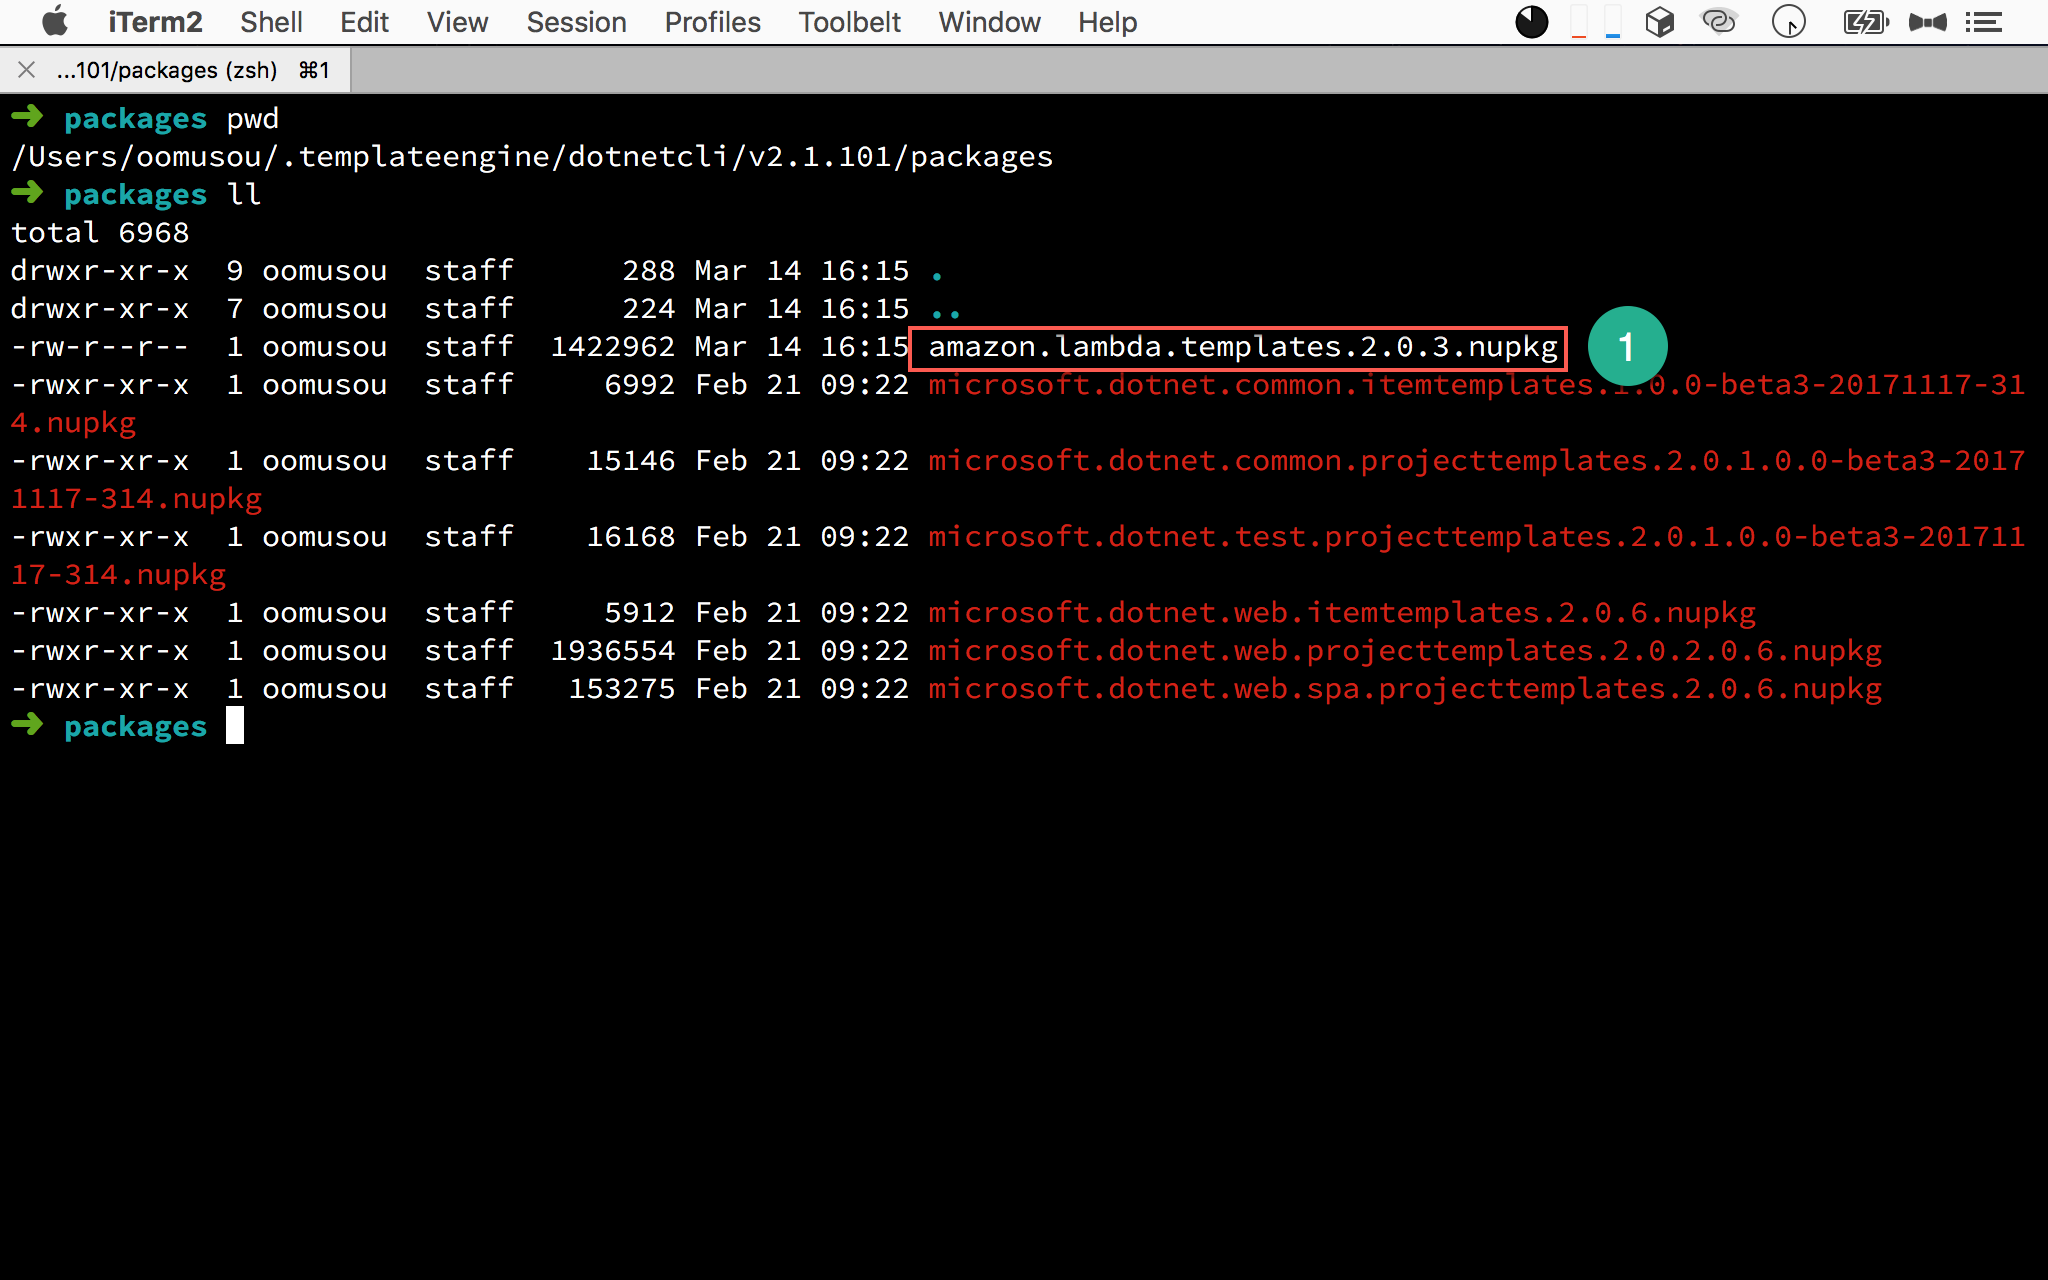 iTerm2 Shell Edit View Session Profiles Toolbelt Window Help
...101/packages (zsh) ⌘1
➜ packages pwd
/Users/oomusou/.templateengine/dotnetcli/v2.1.101/packages
➜ packages ll
total 6968
drwxr-xr-x 9 oomusou staff 288 Mar 14 16:15 .
drwxr-xr-x 7 oomusou staff 224 Mar 14 16:15 ..
-rw-r--r-- 1 oomusou staff 1422962 Mar 14 16:15 amazon.lambda.templates.2.0.3.nupkg 1
-rwxr-xr-x 1 oomusou staff 6992 Feb 21 09:22 microsoft.dotnet.common.itemtemplates.1.0.0-beta3-20171117-31
4.nupkg
-rwxr-xr-x 1 oomusou staff 15146 Feb 21 09:22 microsoft.dotnet.common.projecttemplates.2.0.1.0.0-beta3-2017
1117-314.nupkg
-rwxr-xr-x 1 oomusou staff 16168 Feb 21 09:22 microsoft.dotnet.test.projecttemplates.2.0.1.0.0-beta3-201711
17-314.nupkg
-rwxr-xr-x 1 oomusou staff 5912 Feb 21 09:22 microsoft.dotnet.web.itemtemplates.2.0.6.nupkg
-rwxr-xr-x 1 oomusou staff 1936554 Feb 21 09:22 microsoft.dotnet.web.projecttemplates.2.0.2.0.6.nupkg
-rwxr-xr-x 1 oomusou staff 153275 Feb 21 09:22 microsoft.dotnet.web.spa.projecttemplates.2.0.6.nupkg
➜ packages